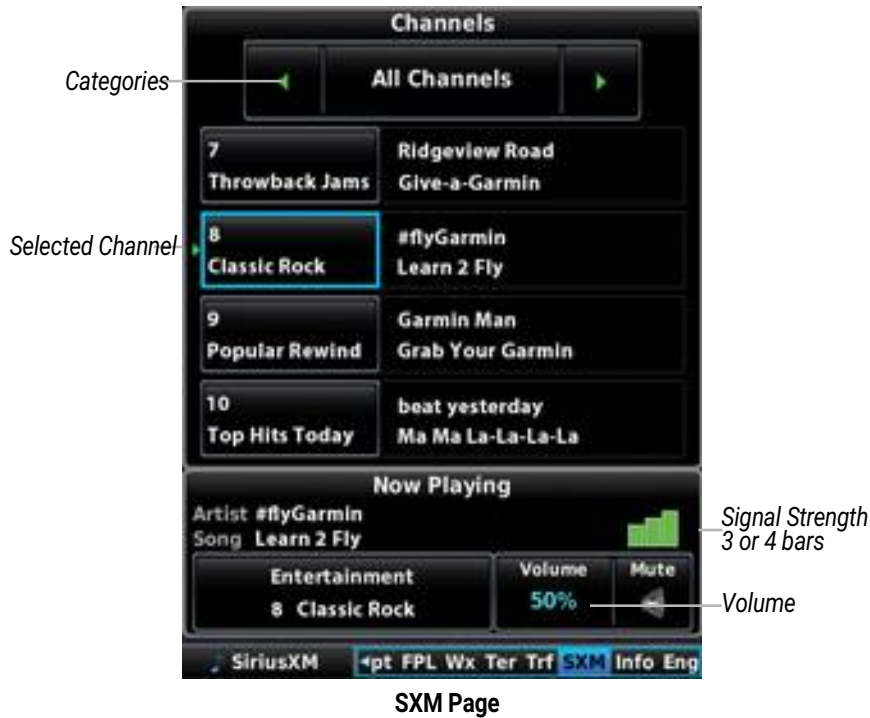 Channels
Categories
All Channels
7
Throwback Jams
Ridgeview Road
Give-a-Garmin
Selected Channel
8
Classic Rock
#flyGarmin
Learn 2 Fly
9
Popular Rewind
Garmin Man
Grab Your Garmin
10
Top Hits Today
beat yesterday
Ma Ma La-La-La-La
Now Playing
Artist #flyGarmin
Song Learn 2 Fly
Signal Strength
3 or 4 bars
Entertainment
8 Classic Rock
Volume
50%
Mute
Volume
SiriusXM
pt FPL Wx Ter Trf SXM Info Eng
SXM Page